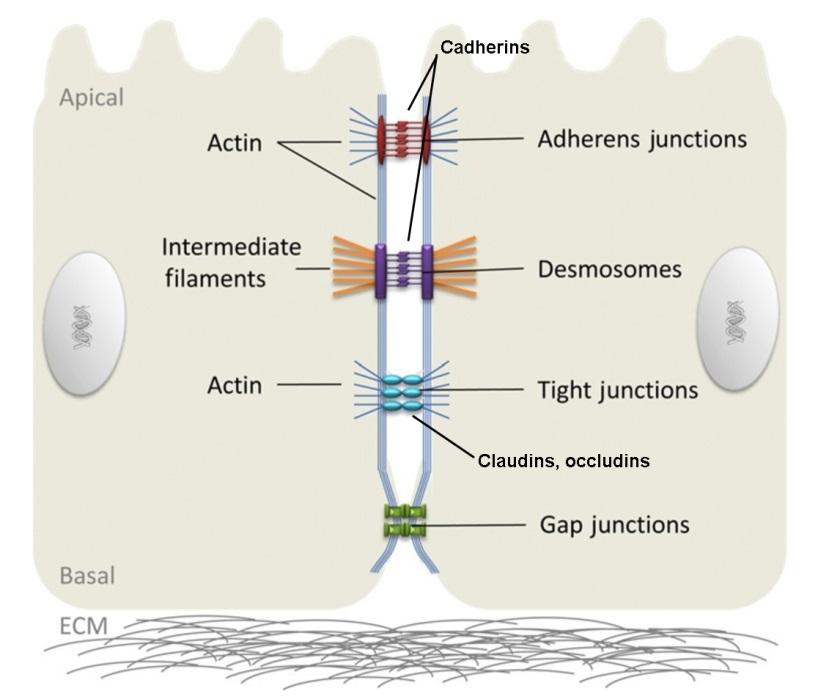 Cadherins
Apical
Actin
Adherens junctions
Intermediate
filaments
Desmosomes
Actin
Tight junctions
Claudins, occludins
Gap junctions
Basal
ECM